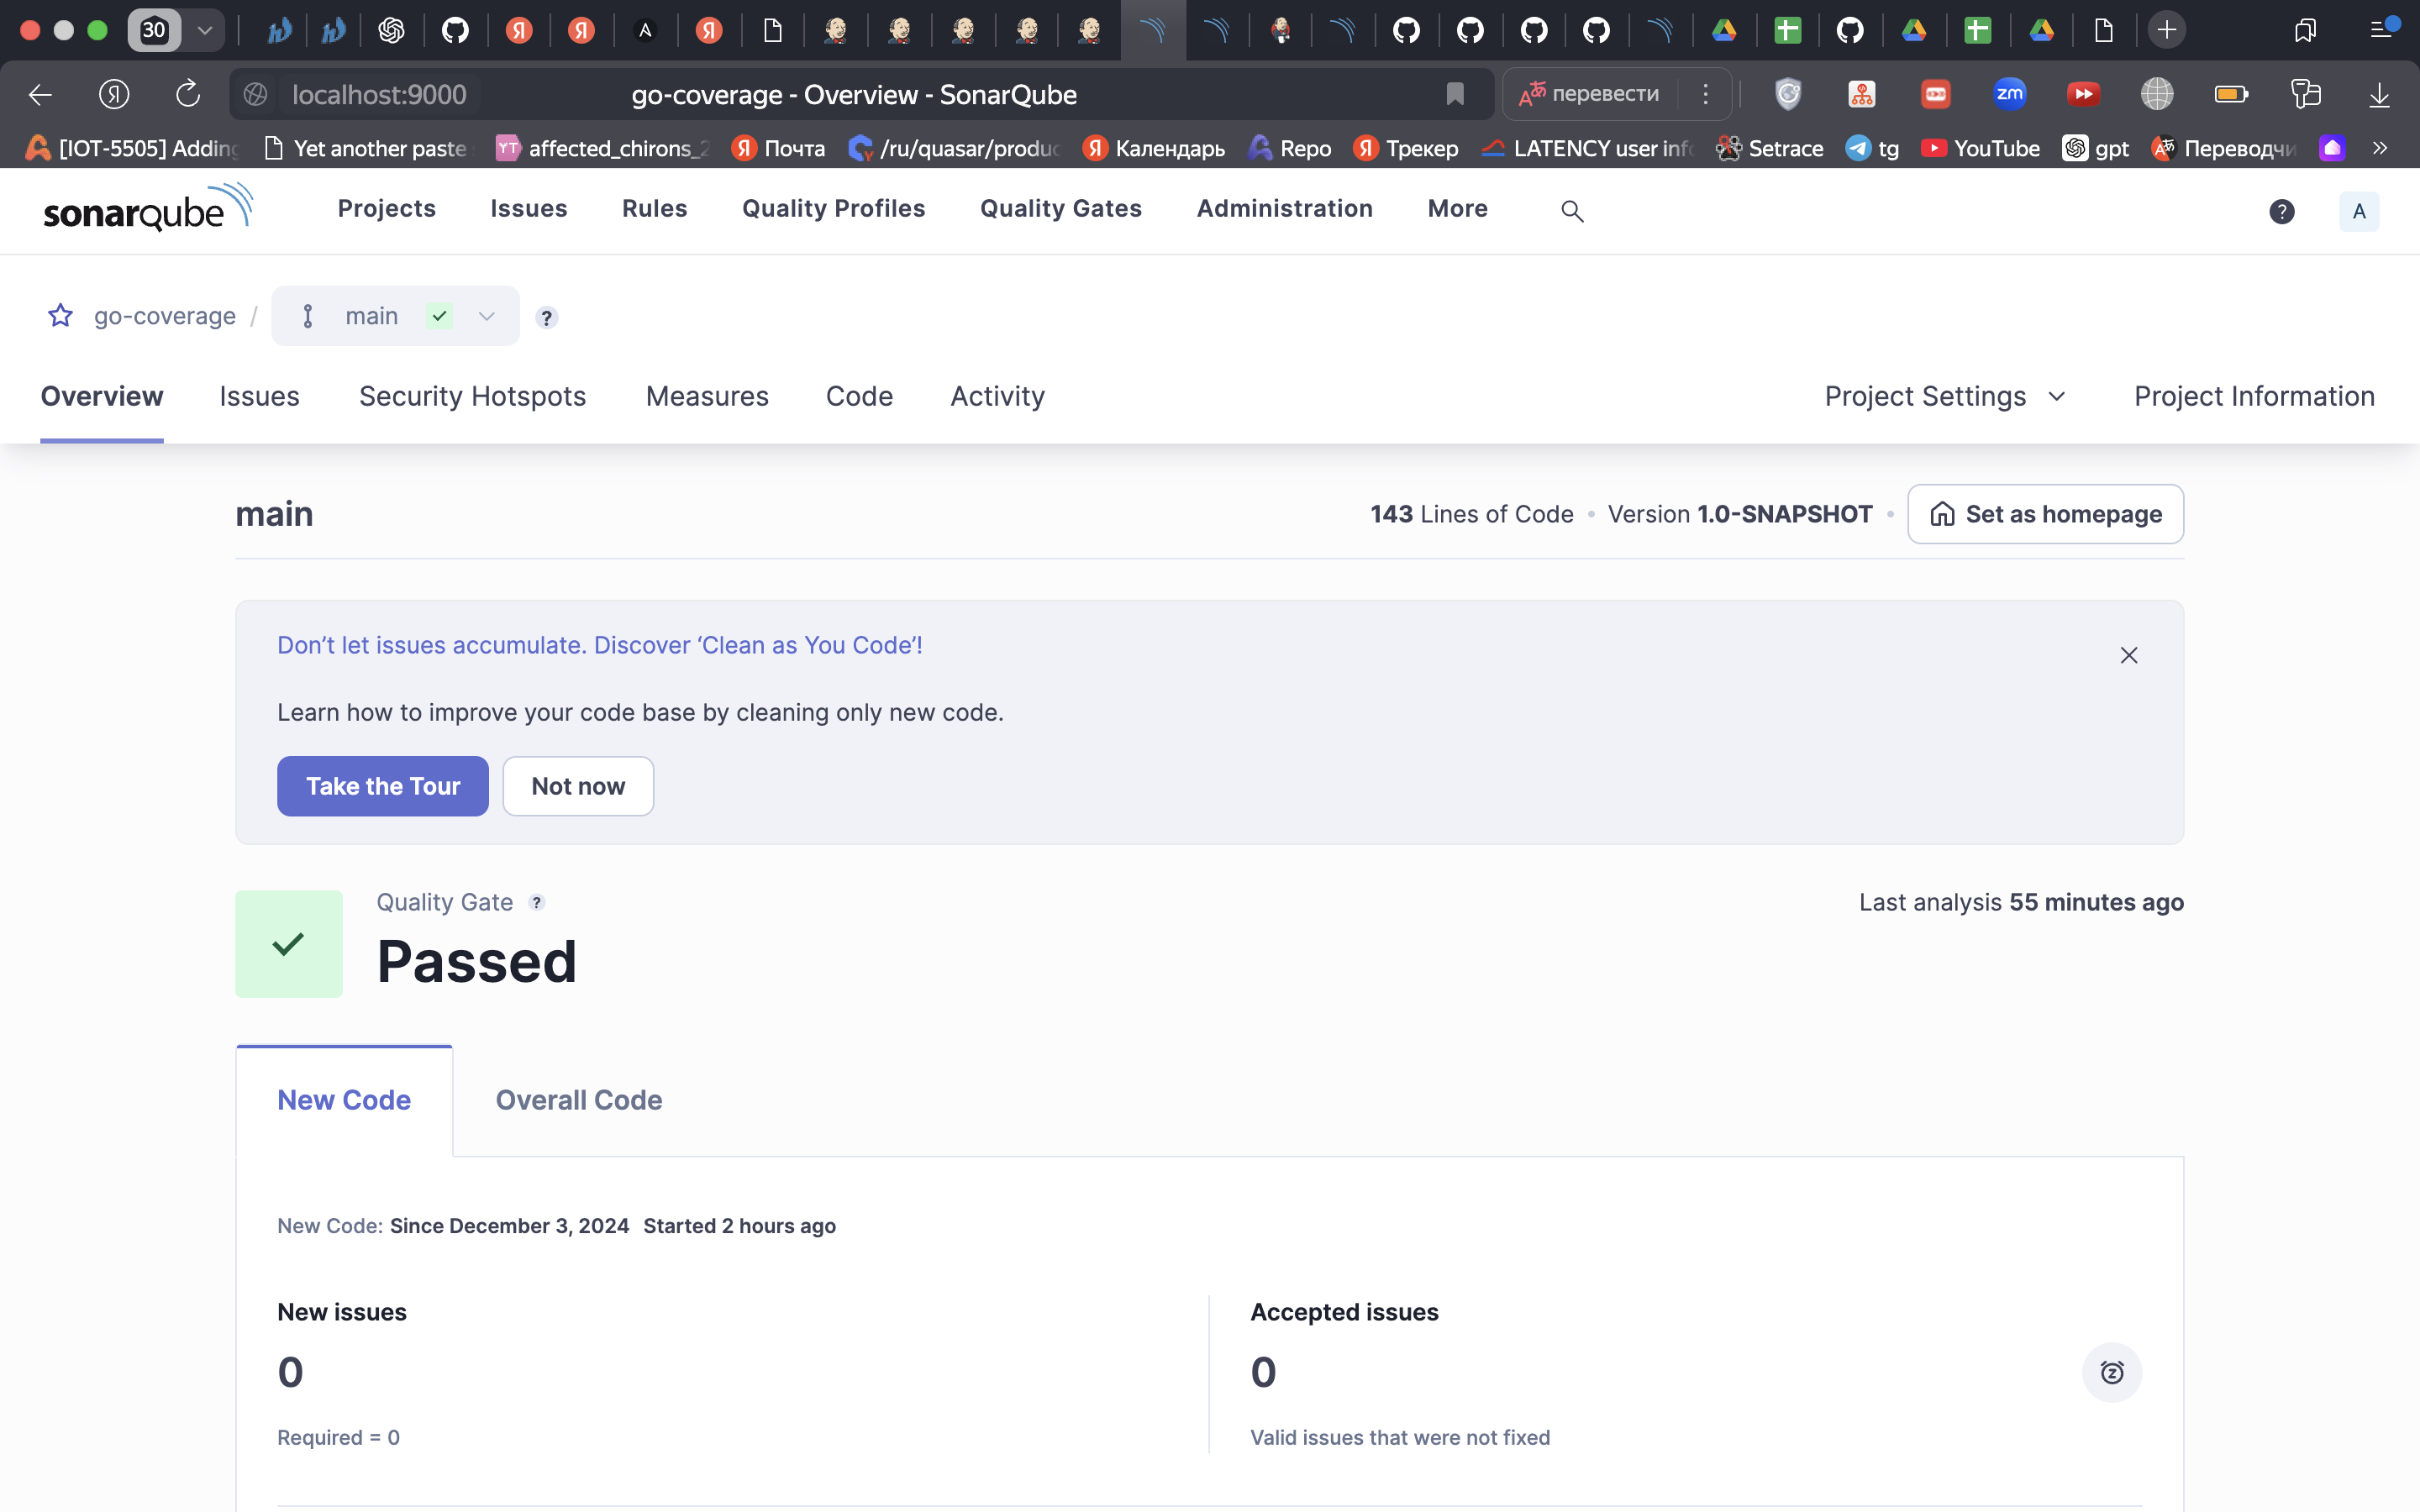 30
localhost:9000
go-coverage - Overview - SonarQube
перевести
[IOT-5505] Adding
Yet another paste
affected_chirons_2
Почта
/ru/quasar/produc
Календарь
Repo
Трекер
LATENCY user info
Setrace
tg
YouTube
gpt
Переводчи
sonarqube
Projects
Issues
Rules
Quality Profiles
Quality Gates
Administration
More
A
go-coverage / main
Overview
Issues
Security Hotspots
Measures
Code
Activity
Project Settings
Project Information
main
143 Lines of Code • Version 1.0-SNAPSHOT •
Set as homepage
Don’t let issues accumulate. Discover ‘Clean as You Code’!
Learn how to improve your code base by cleaning only new code.
Take the Tour
Not now
Quality Gate ?
Last analysis 55 minutes ago
Passed
New Code
Overall Code
New Code: Since December 3, 2024 Started 2 hours ago
New issues
0
Required = 0
Accepted issues
0
Valid issues that were not fixed